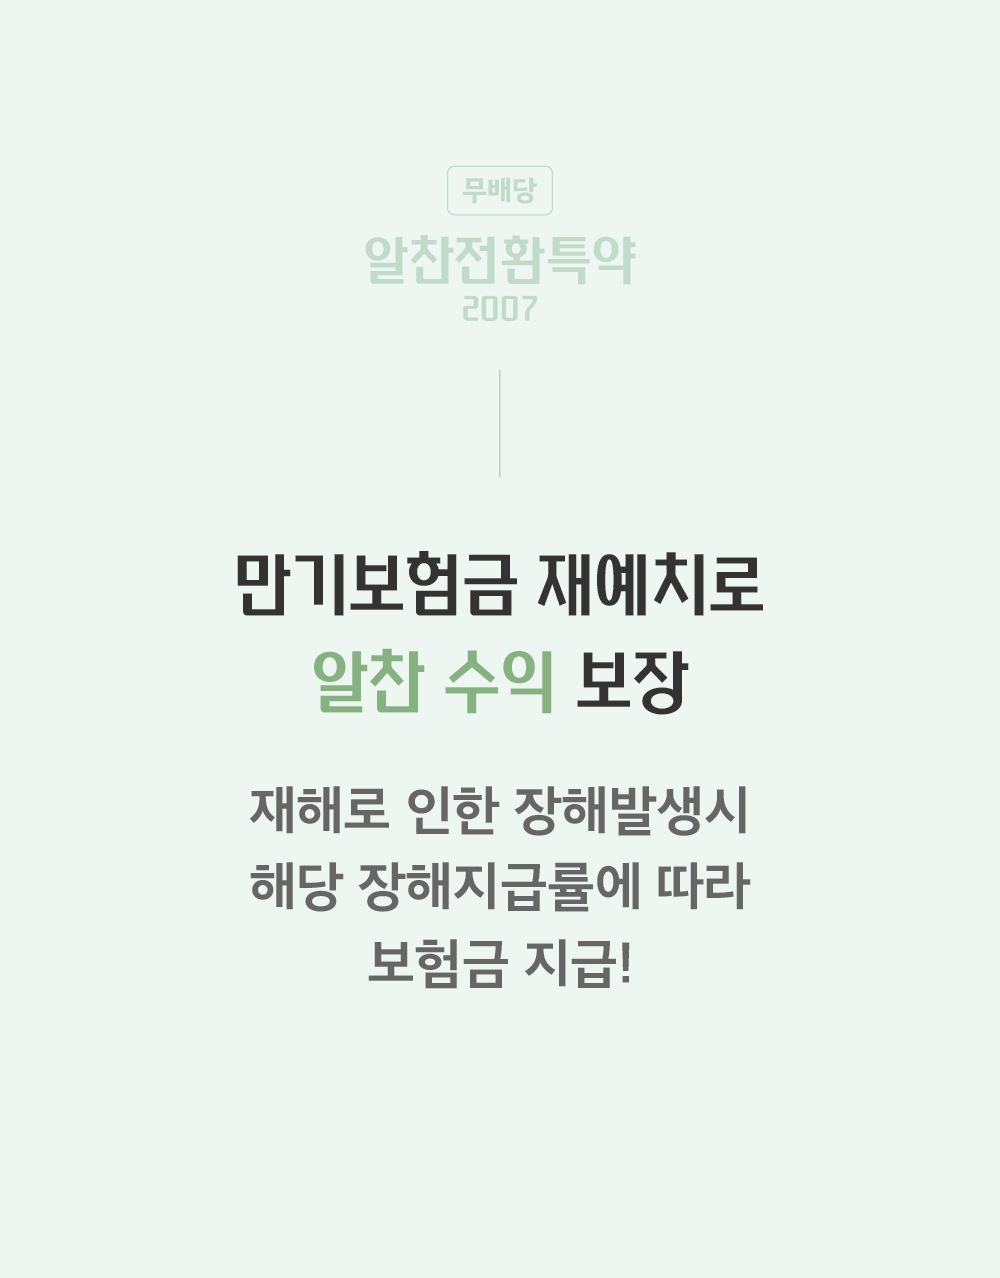 무배당
알찬전환특약
2007
만기보험금 재예치로
알찬 수익 보장
재해로 인한 장해발생시
해당 장해지급률에 따라
보험금 지급!